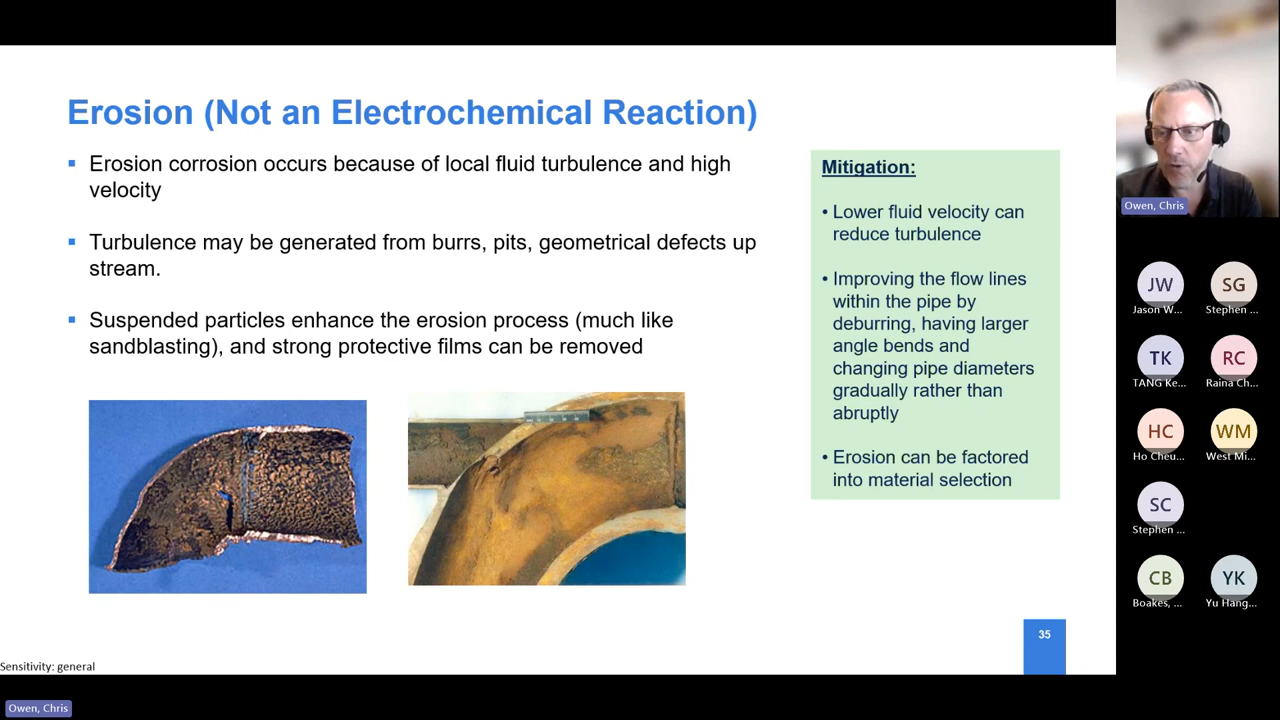 Erosion (Not an Electrochemical Reaction)
▪ Erosion corrosion occurs because of local fluid turbulence and high
velocity
▪ Turbulence may be generated from burrs, pits, geometrical defects up
stream.
▪ Suspended particles enhance the erosion process (much like
sandblasting), and strong protective films can be removed
Mitigation:
• Lower fluid velocity can
reduce turbulence
• Improving the flow lines
within the pipe by
deburring, having larger
angle bends and
changing pipe diameters
gradually rather than
abruptly
• Erosion can be factored
into material selection
35
Sensitivity: general
Owen, Chris
Owen, Chris
JW
Jason W...
SG
Stephen ...
TK
TANG Ke...
RC
Raina Ch...
HC
Ho Cheu...
WM
West Mi...
SC
Stephen ...
CB
Boakes, ...
YK
Yu Hang...